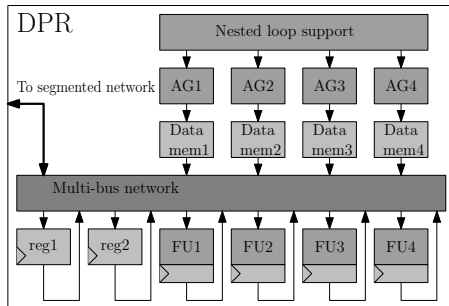 DPR
Nested loop support
To segmented network
AG1 AG2 AG3 AG4
Data Data Data Data
mem1 mem2 mem3 mem4
Multi-bus network
reg1 reg2 FU1 FU2 FU3 FU4